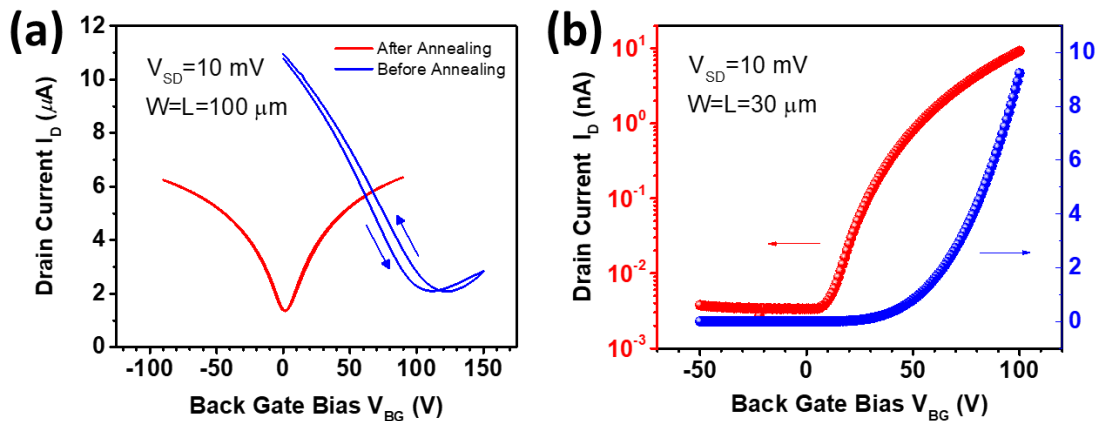 (a)
Drain Current I_D (μA)
12
10
8
6
4
2
0
V_SD=10 mV
W=L=100 μm
After Annealing
Before Annealing
-100 -50 0 50 100 150
Back Gate Bias V_BG (V)
(b)
Drain Current I_D (nA)
10^1
10^0
10^-1
10^-2
10^-3
V_SD=10 mV
W=L=30 μm
10
8
6
4
2
0
-50 0 50 100
Back Gate Bias V_BG (V)